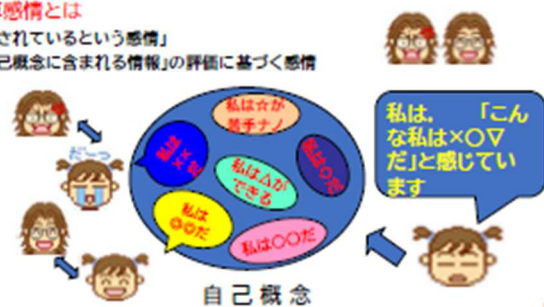 感情とは
されているという感情」
己概念に含まれる情報」の評価に基づく感情
私は☆が
苦手ナノ
私は
××
だ
私は◇だ
私は△が
できる
だーっ
私は
◎◎だ
私は○○だ
私は. 「こん
な私は×○▽
だ」と感じてい
ます
自己概念